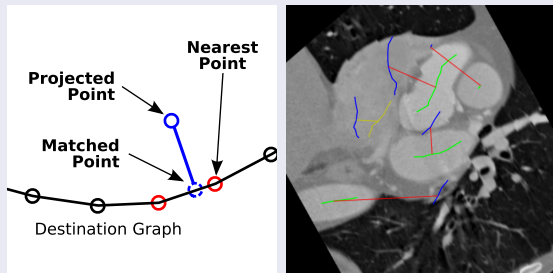 Nearest
Point
Projected
Point
Matched
Point
Destination Graph